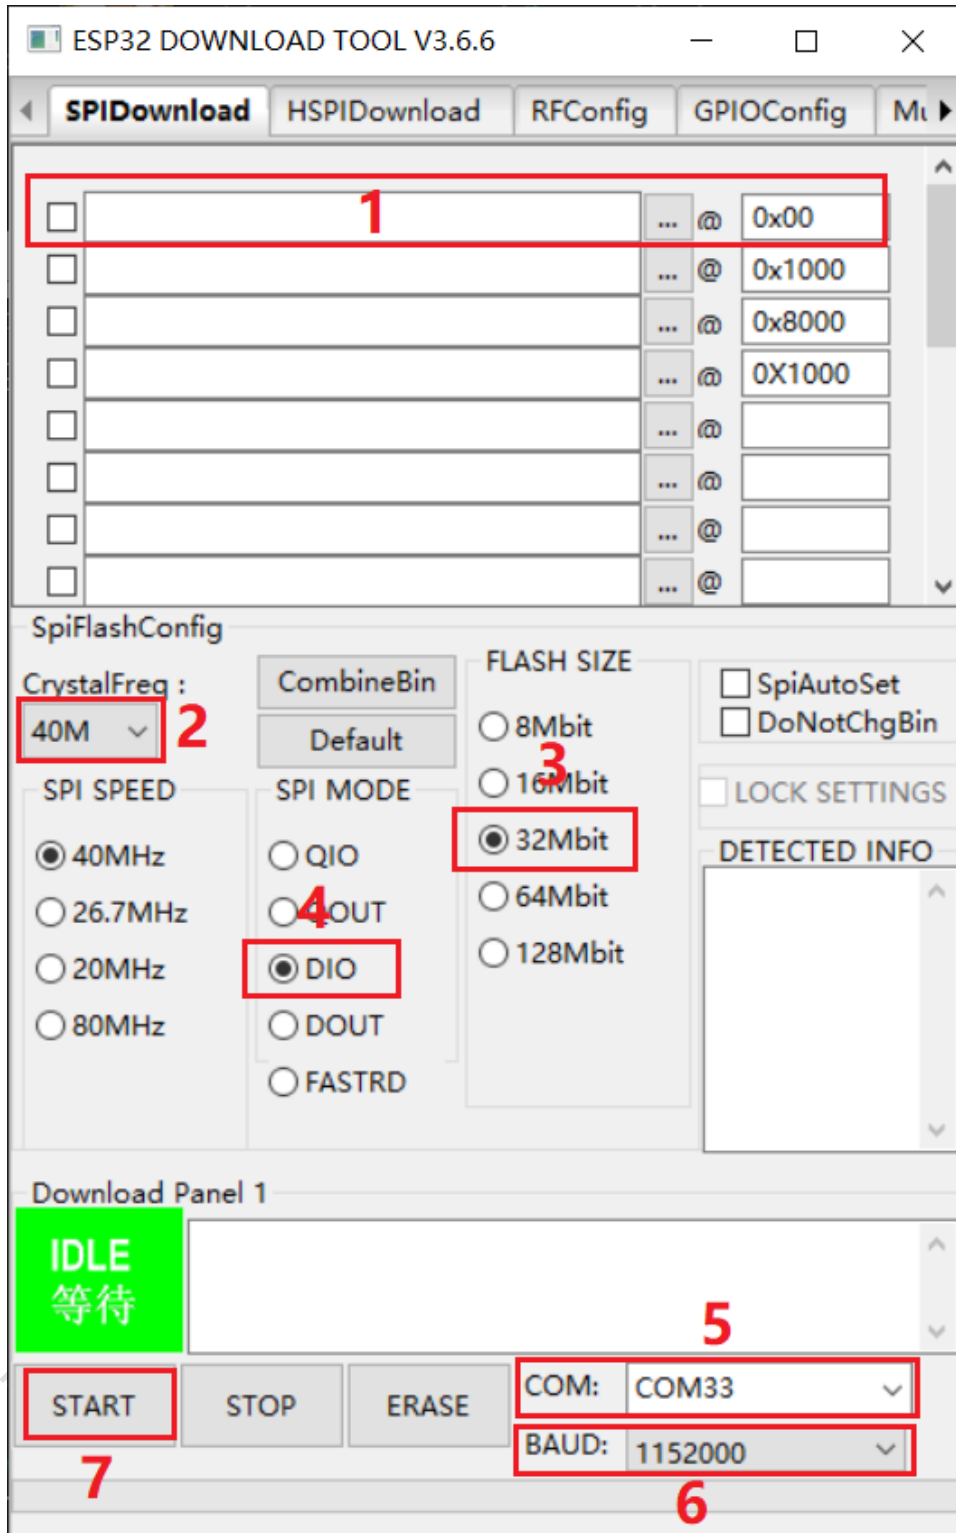 ESP32 DOWNLOAD TOOL V3.6.6
SPIDownload HSPIDownload RFConfig GPIOConfig Mu
1
... @ 0x00
... @ 0x1000
... @ 0x8000
... @ 0X1000
... @
... @
... @
... @
SpiFlashConfig
CrystalFreq :
40M
2
CombineBin
Default
SPI SPEED
40MHz
26.7MHz
20MHz
80MHz
SPI MODE
QIO
4
QOUT
DIO
DOUT
FASTRD
FLASH SIZE
8Mbit
3
16Mbit
32Mbit
64Mbit
128Mbit
SpiAutoSet
DoNotChgBin
LOCK SETTINGS
DETECTED INFO
Download Panel 1
IDLE
等待
5
START STOP ERASE
COM: COM33
BAUD: 1152000
7
6